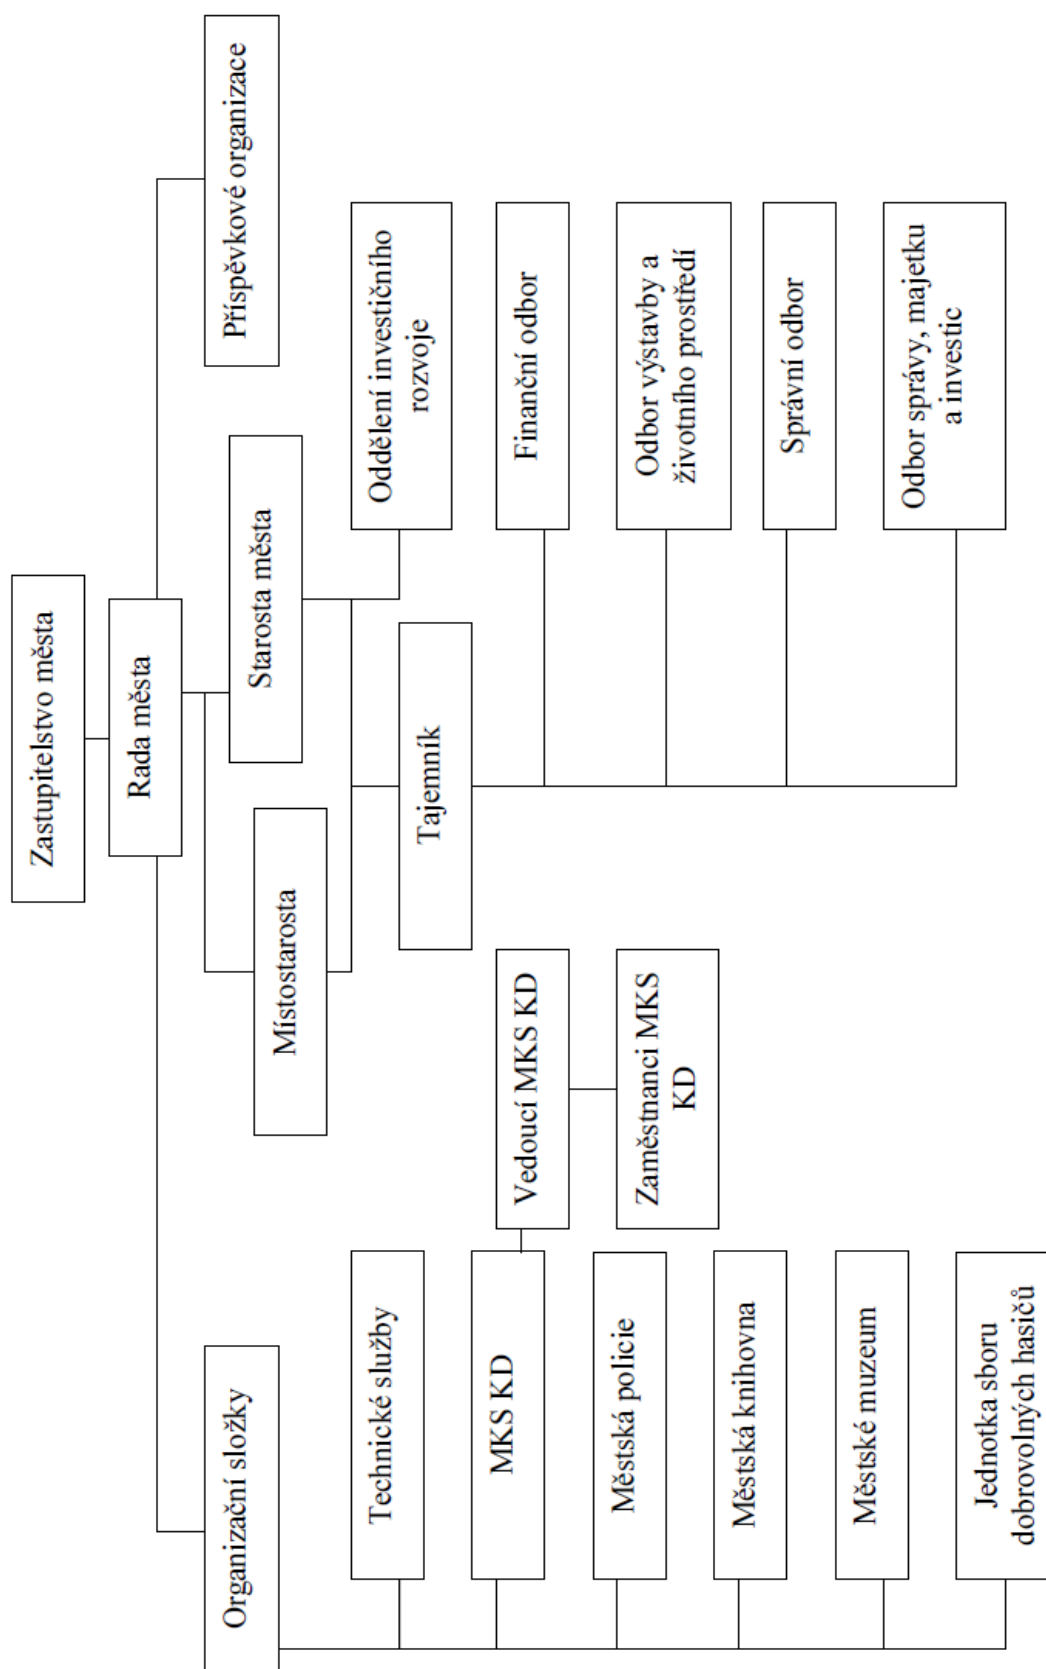 Zastupitelstvo města
Rada města
Organizační složky
Místostarosta
Starosta města
Příspěvkové organizace
Technické služby
MKS KD
Městská policie
Městská knihovna
Městské muzeum
Jednotka sboru
dobrovolných hasičů
Vedoucí MKS KD
Zaměstnanci MKS
KD
Tajemník
Oddělení investičního
rozvoje
Finanční odbor
Odbor výstavby a
životního prostředí
Správní odbor
Odbor správy, majetku
a investic